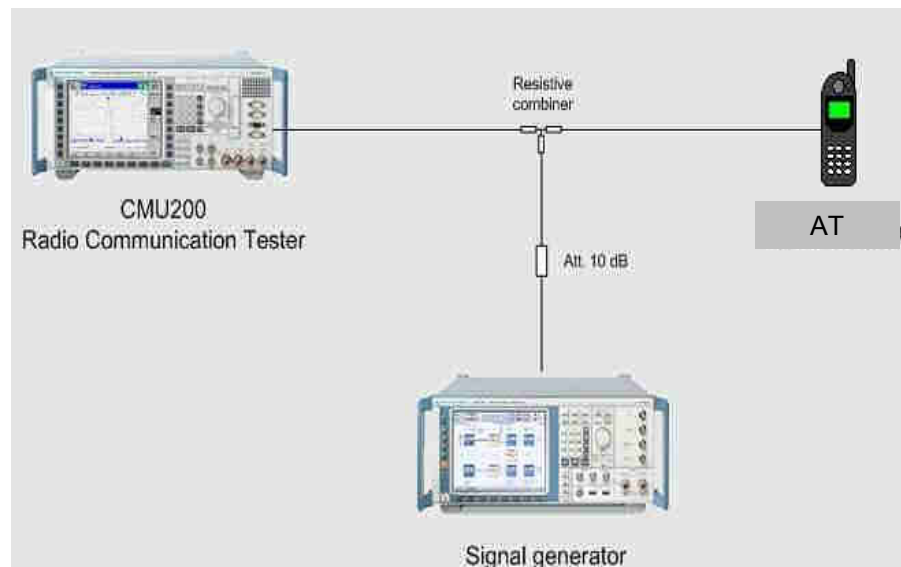 Resistive
combiner
CMU200
Radio Communication Tester
AT
Att. 10 dB
Signal generator